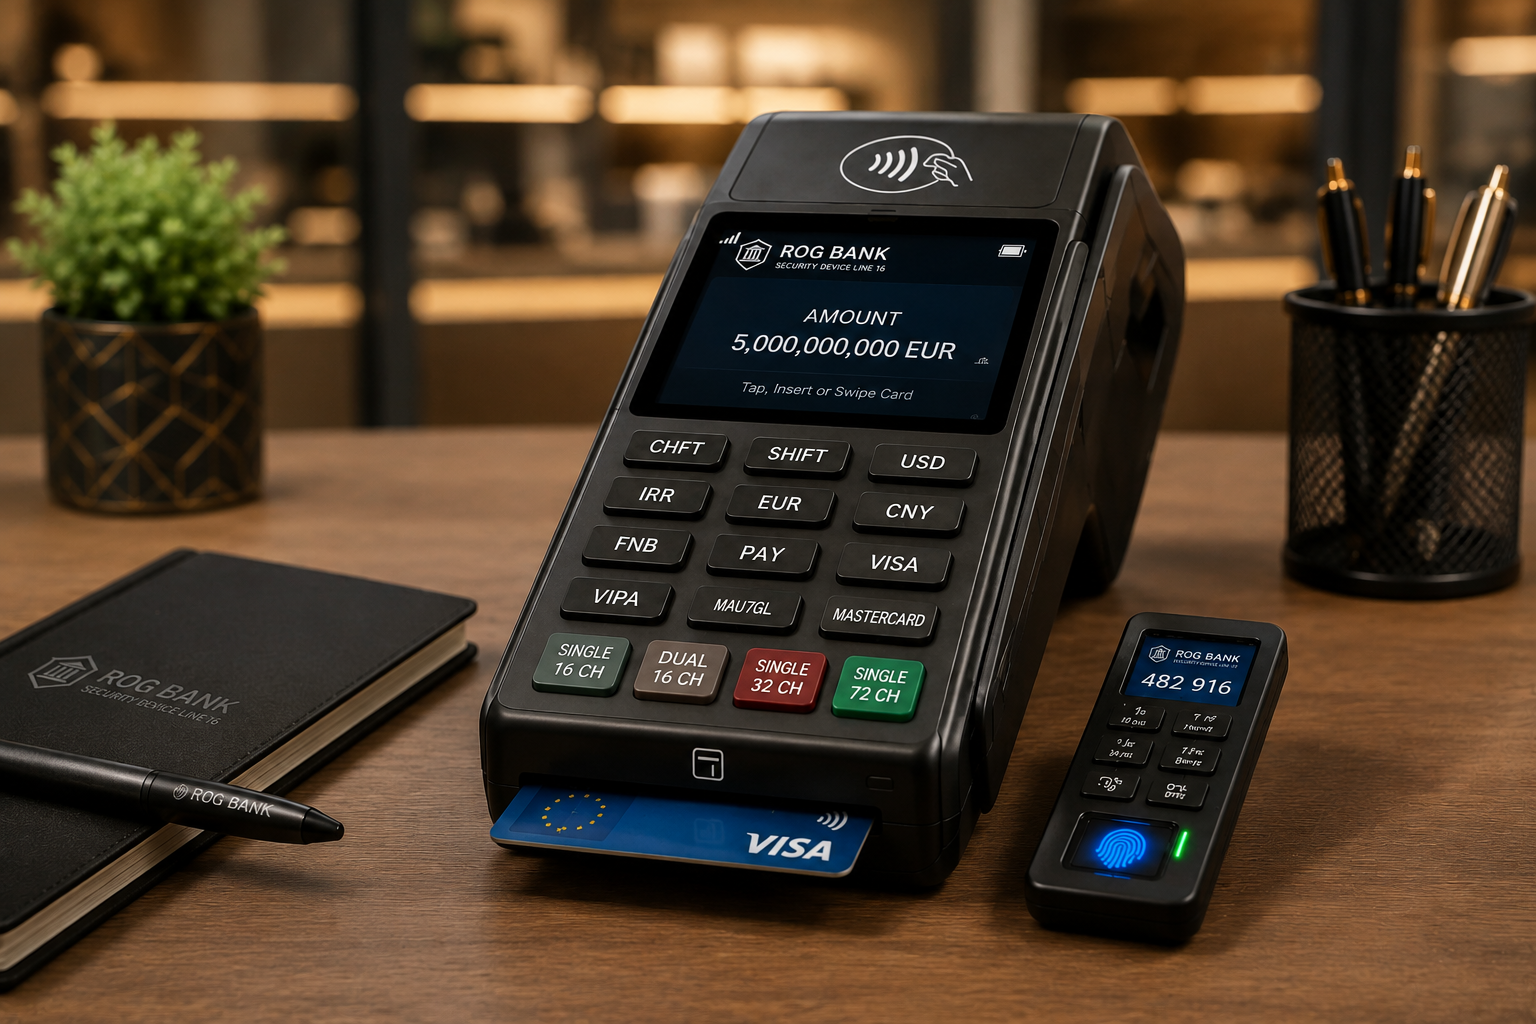 ROG BANK
SECURITY DEVICE LINE 16
AMOUNT
5,000,000,000 EUR
Tap, Insert or Swipe Card
CHFT
SHIFT
USD
IRR
EUR
CNY
FNB
PAY
VISA
VIPA
MAU7GL
MASTERCARD
SINGLE
16 CH
DUAL
16 CH
SINGLE
32 CH
SINGLE
72 CH
VISA
ROG BANK
SECURITY DEVICE LINE 16
ROG BANK
ROG BANK
482 916